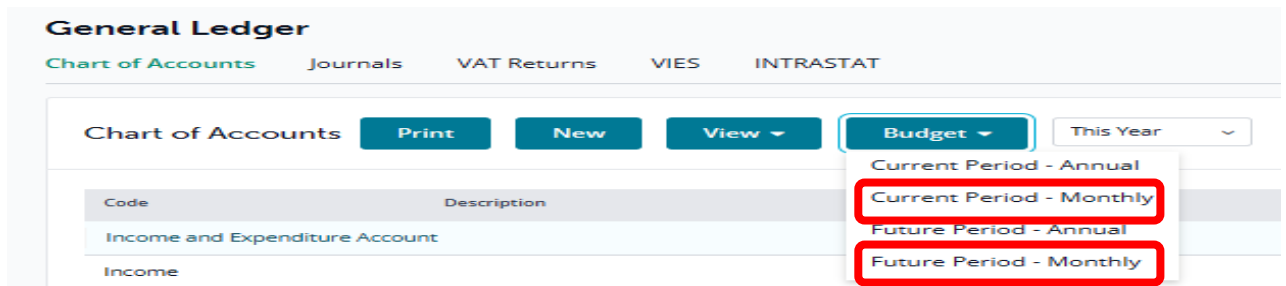 General Ledger
Chart of Accounts Journals VAT Returns VIES INTRASTAT
Chart of Accounts Print New View Budget This Year
Current Period - Annual
Current Period - Monthly
Future Period - Annual
Future Period - Monthly
Code Description
Income and Expenditure Account
Income